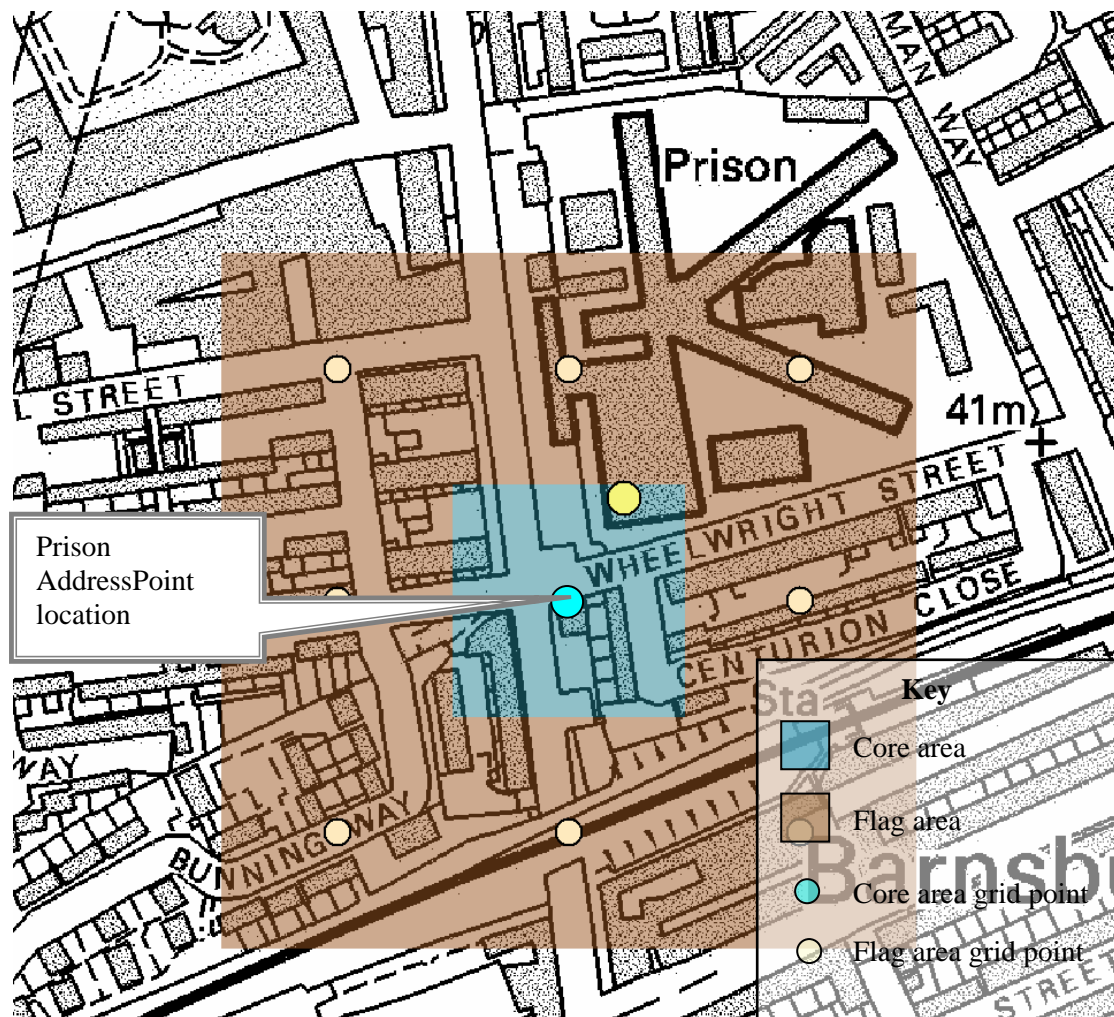 MAN WAY
Prison
L STREET
41m
WHEELWRIGHT STREET
Prison
AddressPoint
location
CENTURION CLOSE
Key
Sta
Core area
WAY
Flag area
BUNNING WAY
Barnsbu
Core area grid point
Flag area grid point
STREET